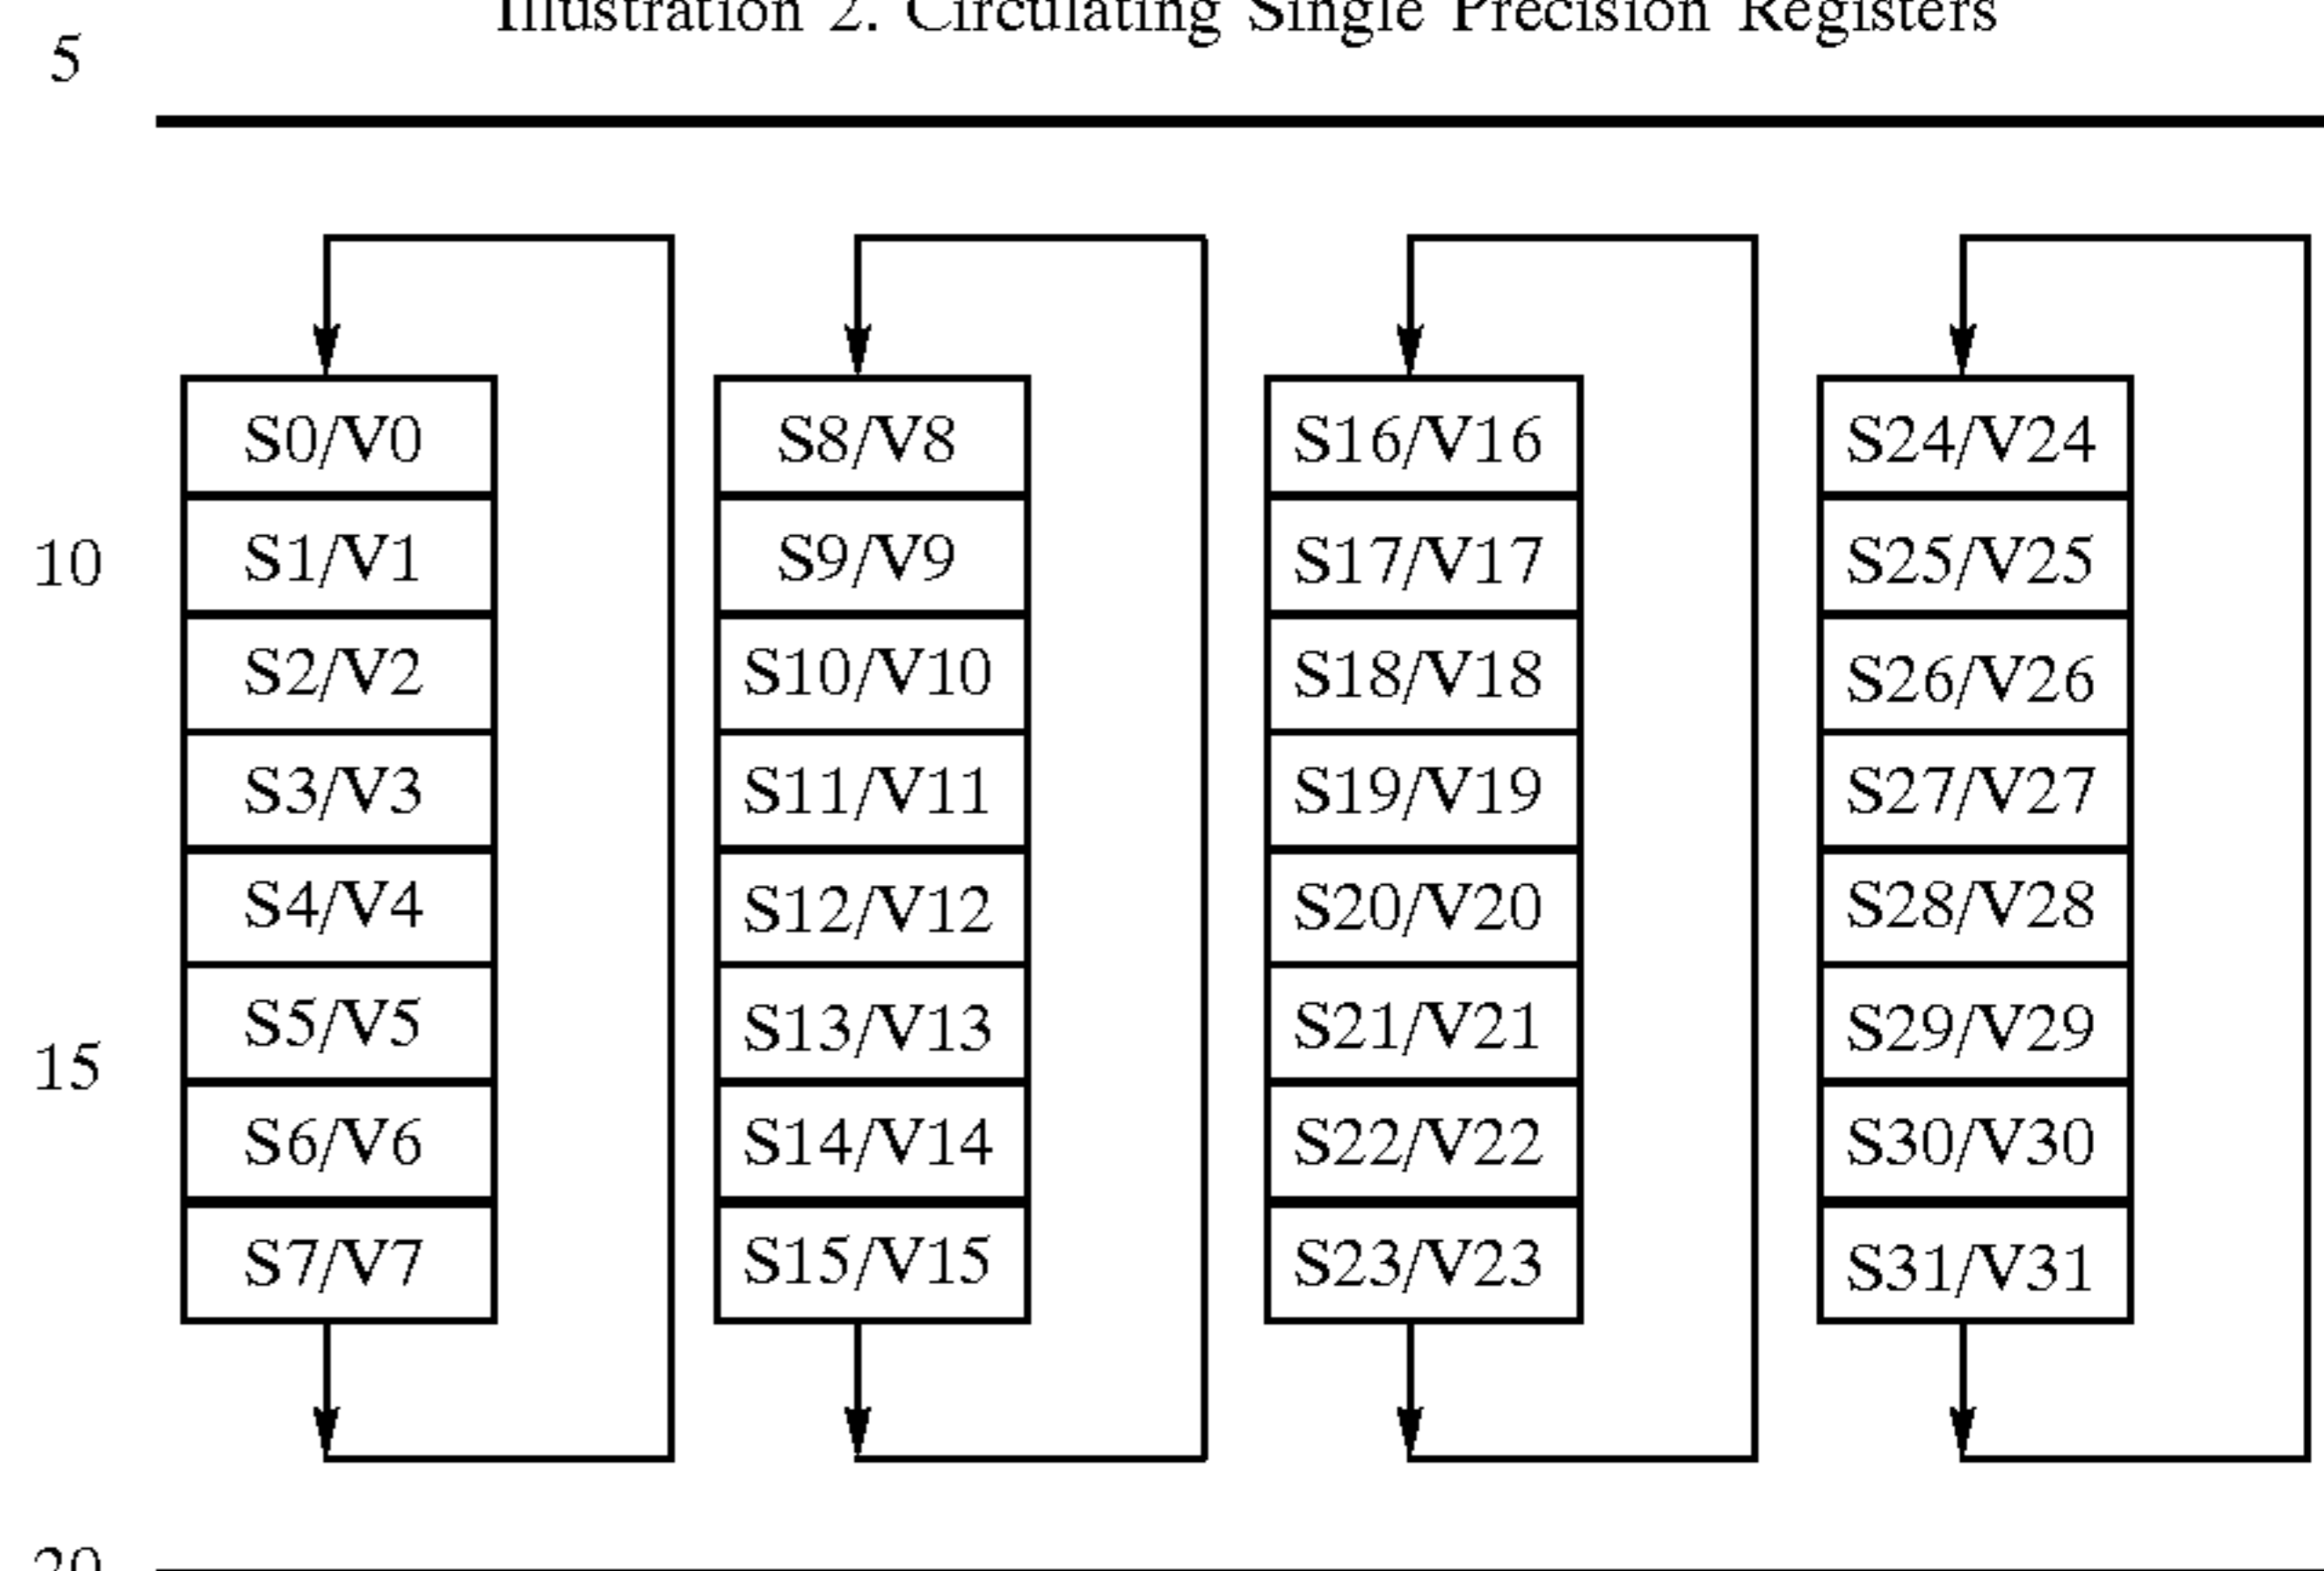 Illustration 2. Circulating Single Precision Registers
5
S0/V0 S8/V8 S16/V16 S24/V24
10 S1/V1 S9/V9 S17/V17 S25/V25
S2/V2 S10/V10 S18/V18 S26/V26
S3/V3 S11/V11 S19/V19 S27/V27
S4/V4 S12/V12 S20/V20 S28/V28
S5/V5 S13/V13 S21/V21 S29/V29
15
S6/V6 S14/V14 S22/V22 S30/V30
S7/V7 S15/V15 S23/V23 S31/V31
20